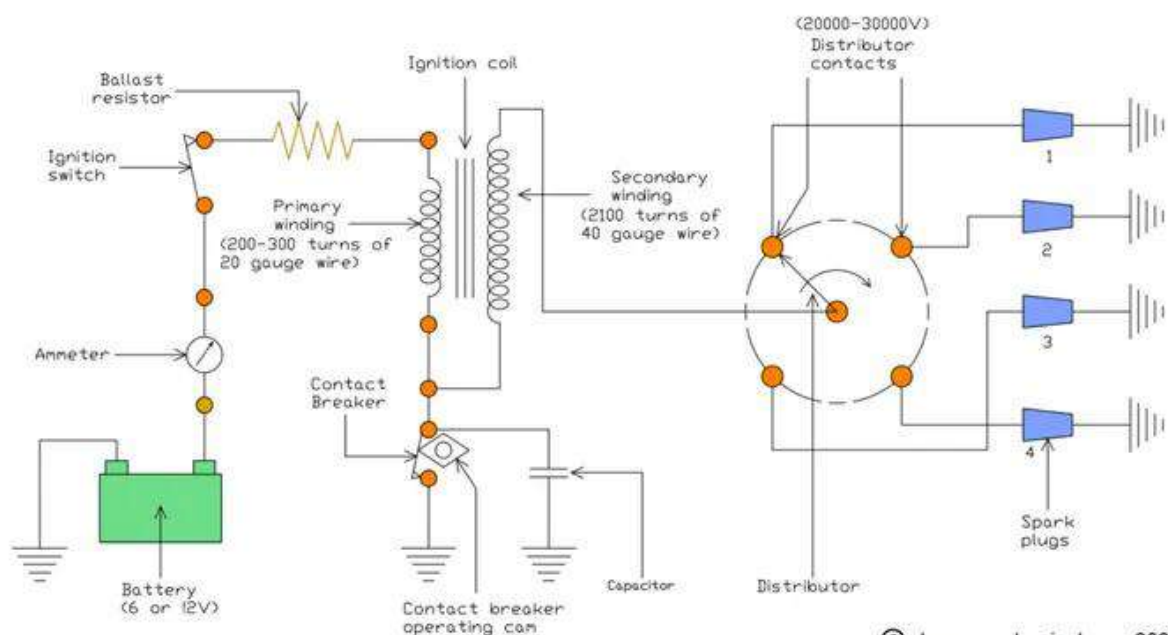 (20000-30000V)
Distributor
contacts
Ignition coil
Ballast
resistor
Ignition
switch
Primary
winding
(200-300 turns of
20 gauge wire)
Secondary
winding
(2100 turns of
40 gauge wire)
1
2
3
4
Ammeter
Contact
Breaker
Battery
(6 or 12V)
Contact breaker
operating cam
Capacitor
Distributor
Spark
plugs